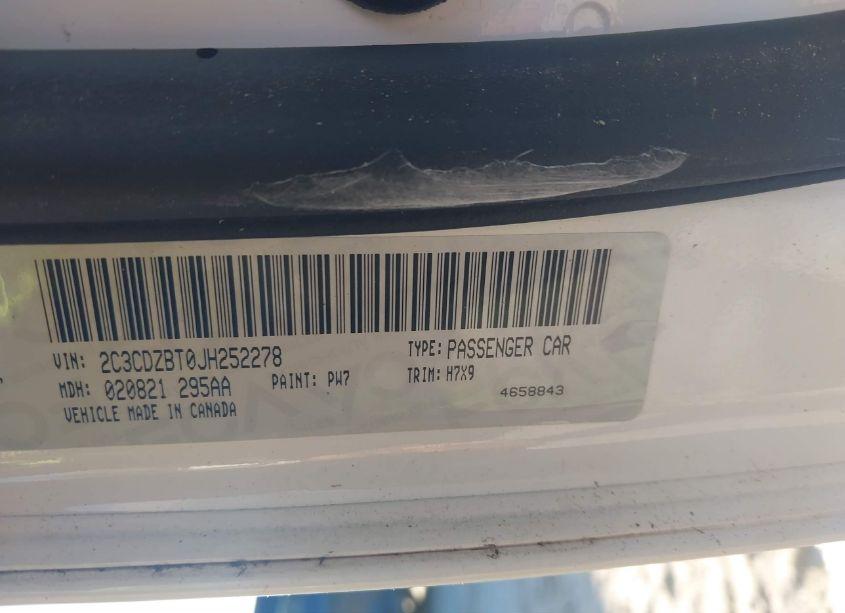 VIN: 2C3CDZBT0JH252278 TYPE: PASSENGER CAR
MDH: 020821 295AA PAINT: PW7 TRIM: H7X9
VEHICLE MADE IN CANADA 4658843